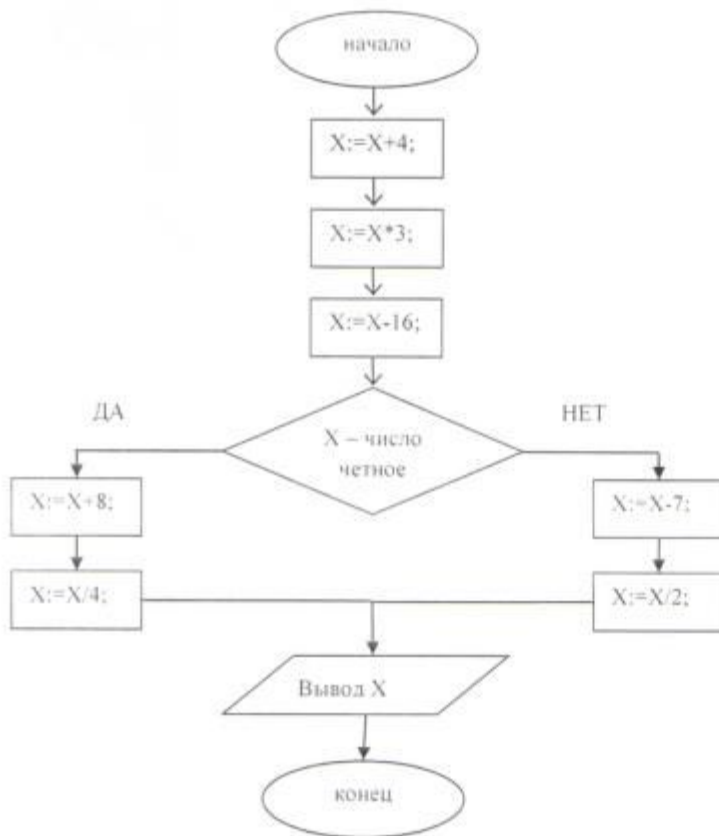 начало
X:=X+4;
X:=X*3;
X:=X-16;
ДА
НЕТ
X – число
четное
X:=X+8;
X:=X-7;
X:=X/4;
X:=X/2;
Вывод X
конец